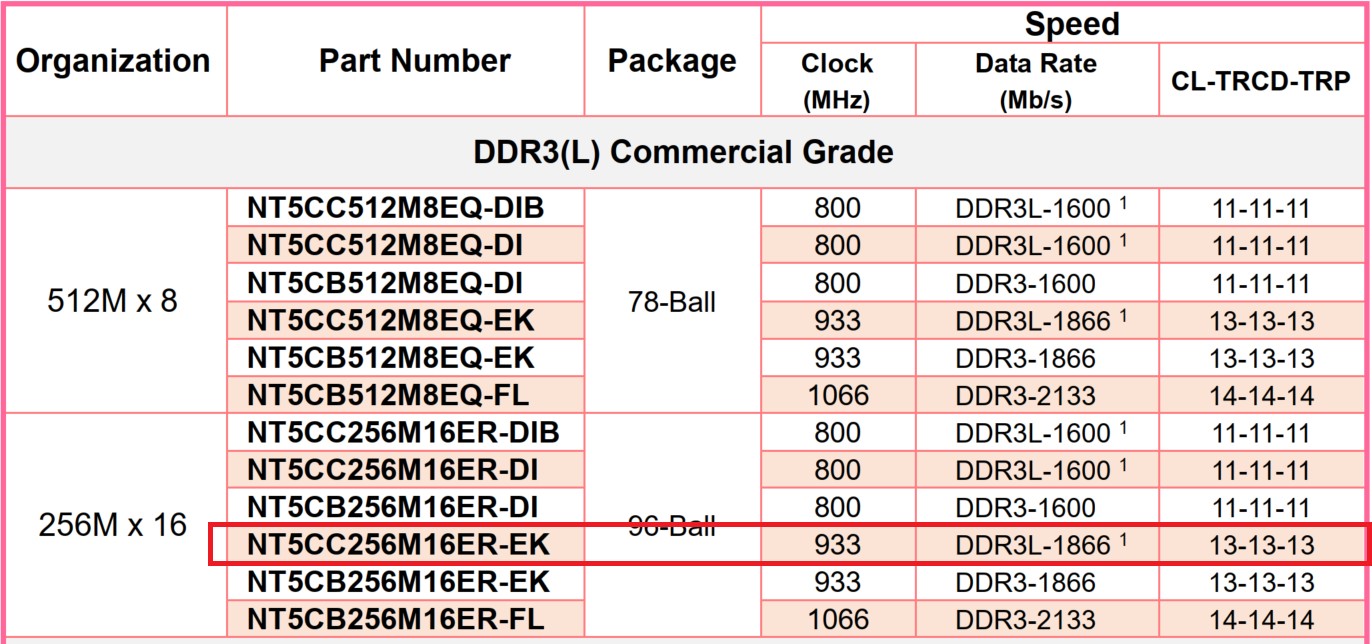 Organization Part Number Package Speed
Clock (MHz) Data Rate (Mb/s) CL-TRCD-TRP
DDR3(L) Commercial Grade
512M x 8
78-Ball
NT5CC512M8EQ-DIB 800 DDR3L-1600 1 11-11-11
NT5CC512M8EQ-DI 800 DDR3L-1600 1 11-11-11
NT5CB512M8EQ-DI 800 DDR3-1600 11-11-11
NT5CC512M8EQ-EK 933 DDR3L-1866 1 13-13-13
NT5CB512M8EQ-EK 933 DDR3-1866 13-13-13
NT5CB512M8EQ-FL 1066 DDR3-2133 14-14-14
256M x 16
96-Ball
NT5CC256M16ER-DIB 800 DDR3L-1600 1 11-11-11
NT5CC256M16ER-DI 800 DDR3L-1600 1 11-11-11
NT5CB256M16ER-DI 800 DDR3-1600 11-11-11
NT5CC256M16ER-EK 933 DDR3L-1866 1 13-13-13
NT5CB256M16ER-EK 933 DDR3-1866 13-13-13
NT5CB256M16ER-FL 1066 DDR3-2133 14-14-14